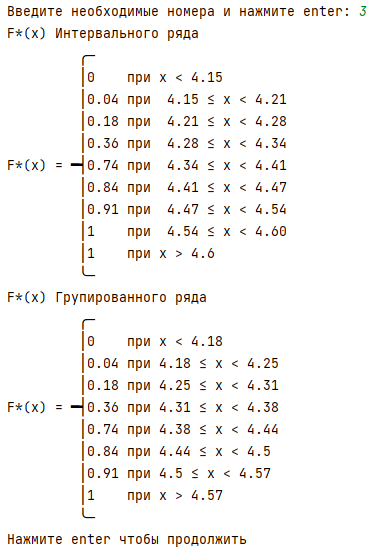 Введите необходимые номера и нажмите enter: 3
F*(x) Интервального ряда
0 при x < 4.15
0.04 при 4.15 ≤ x < 4.21
0.18 при 4.21 ≤ x < 4.28
0.36 при 4.28 ≤ x < 4.34
F*(x) = 0.74 при 4.34 ≤ x < 4.41
0.84 при 4.41 ≤ x < 4.47
0.91 при 4.47 ≤ x < 4.54
1 при 4.54 ≤ x < 4.60
1 при x > 4.6
F*(x) Групированного ряда
0 при x < 4.18
0.04 при 4.18 ≤ x < 4.25
0.18 при 4.25 ≤ x < 4.31
F*(x) = 0.36 при 4.31 ≤ x < 4.38
0.74 при 4.38 ≤ x < 4.44
0.84 при 4.44 ≤ x < 4.5
0.91 при 4.5 ≤ x < 4.57
1 при x > 4.57
Нажмите enter чтобы продолжить